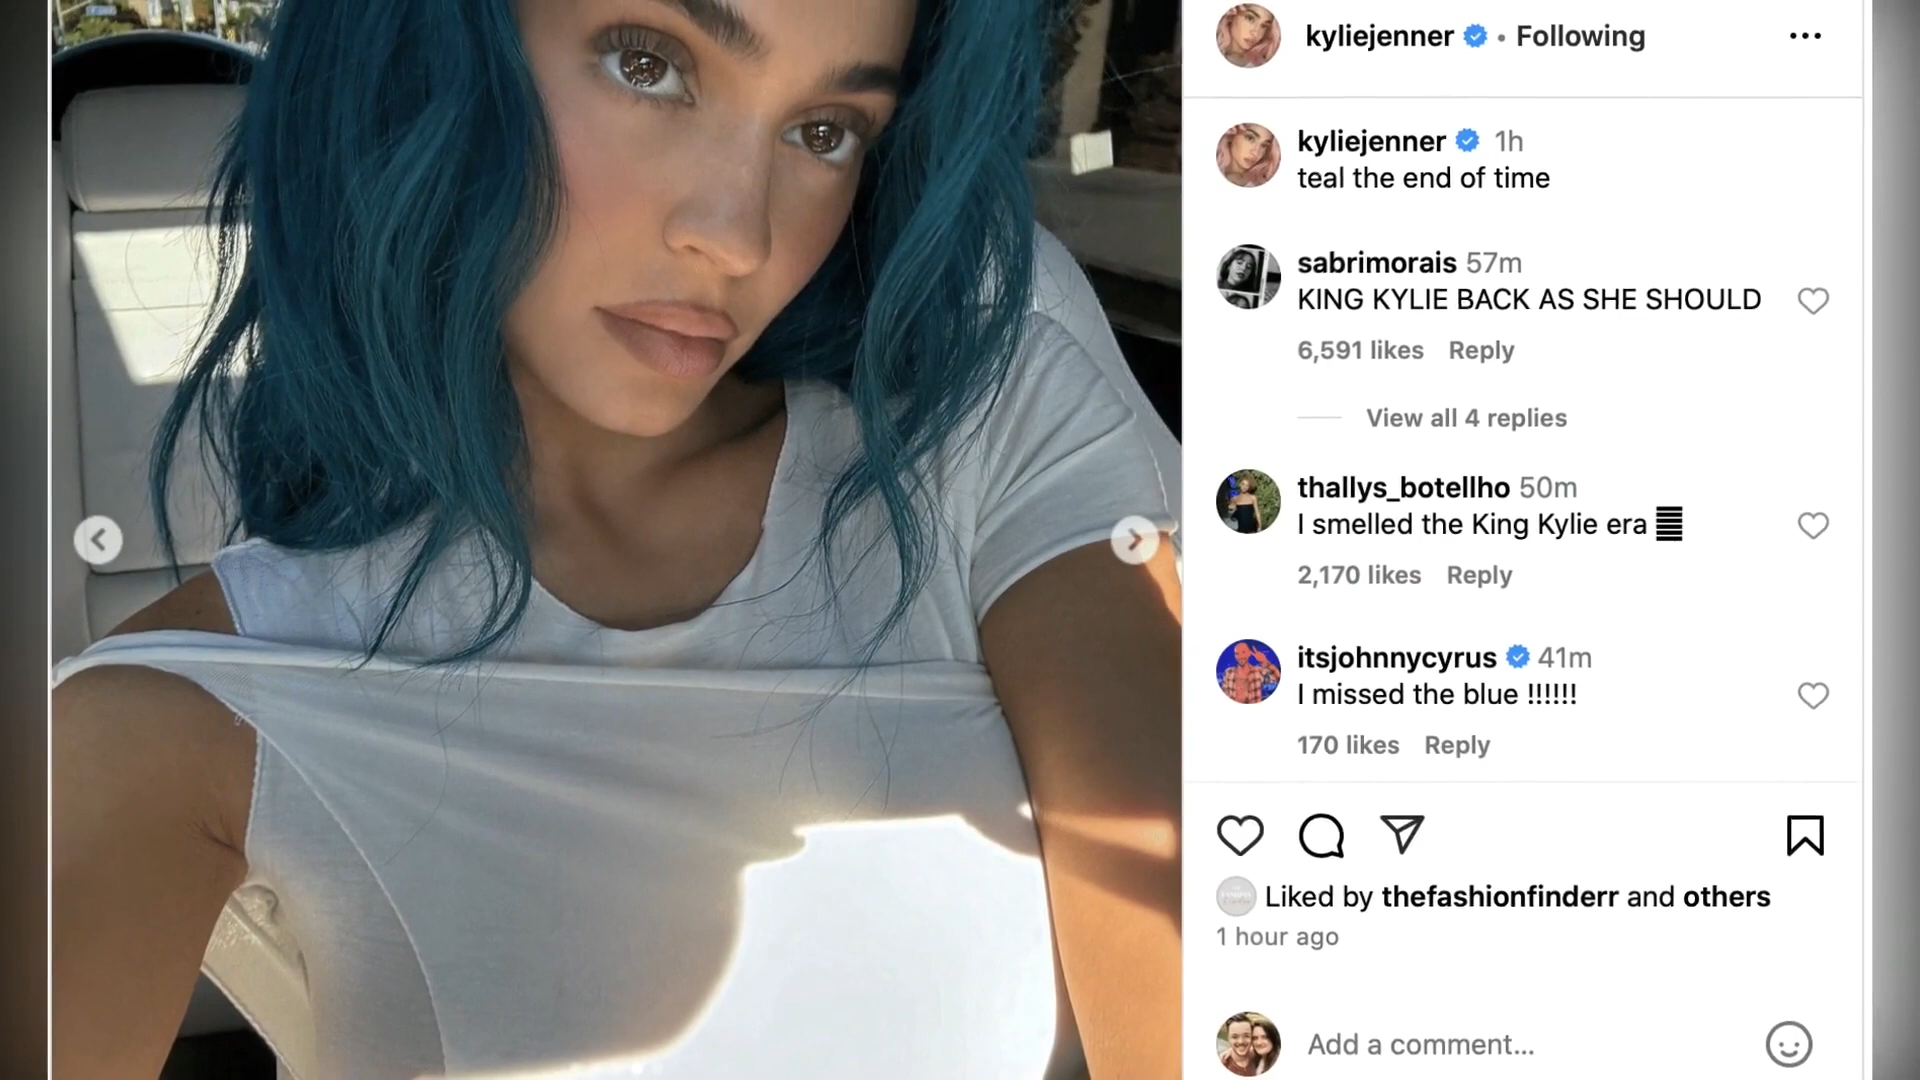 kyliejenner • Following
kyliejenner 1h
teal the end of time
sabrimorais 57m
KING KYLIE BACK AS SHE SHOULD
6,591 likes Reply
View all 4 replies
thallys_botellho 50m
I smelled the King Kylie era
2,170 likes Reply
itsjohnnycyrus 41m
I missed the blue !!!!!!
170 likes Reply
Liked by thefashionfinderr and others
1 hour ago
Add a comment...